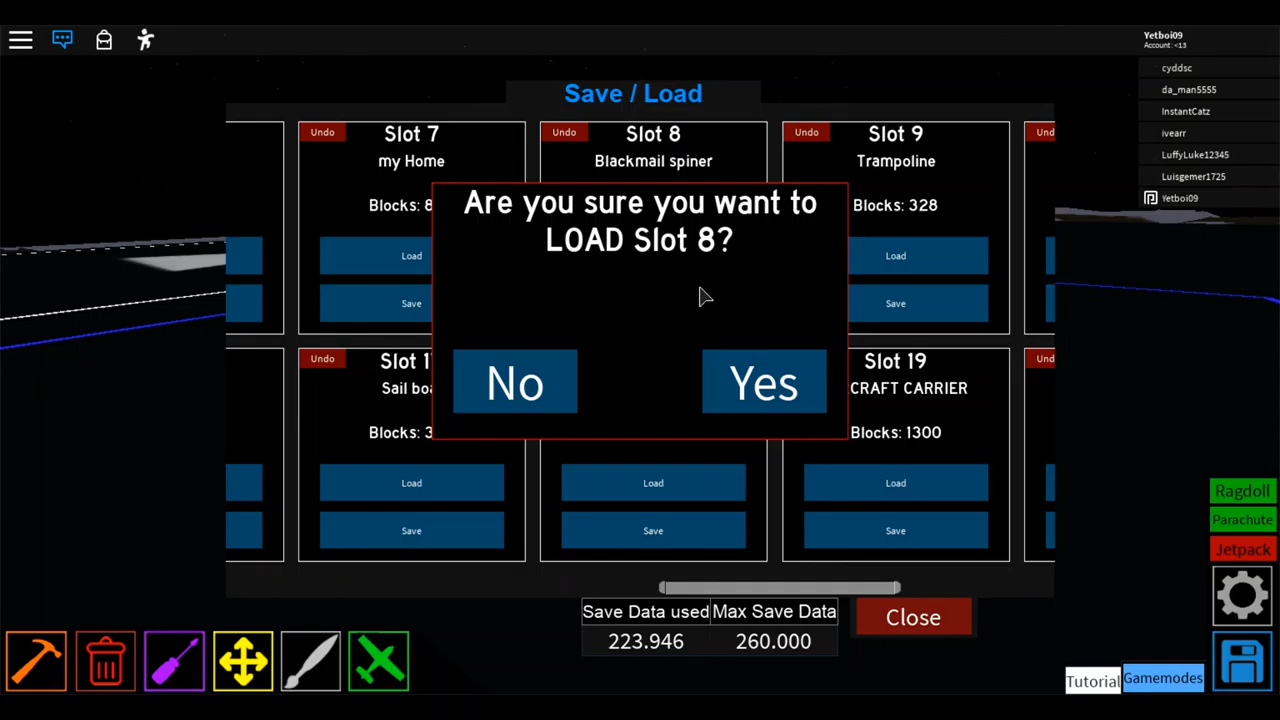 Yetboi09
Account: <13
cyddsc
da_man5555
InstantCatz
ivearr
LuffyLuke12345
Luisgemer1725
Yetboi09
Save / Load
Undo
Slot 7
my Home
Blocks: 8
Load
Save
Undo
Slot 8
Blackmail spiner
Undo
Slot 9
Trampoline
Blocks: 328
Load
Save
Und
Are you sure you want to
LOAD Slot 8?
No
Yes
Undo
Slot 1
Sail boa
Blocks: 3
Load
Save
Load
Save
Slot 19
CRAFT CARRIER
Blocks: 1300
Load
Save
Und
Save Data used
Max Save Data
223.946
260.000
Close
Ragdoll
Parachute
Jetpack
Tutorial
Gamemodes